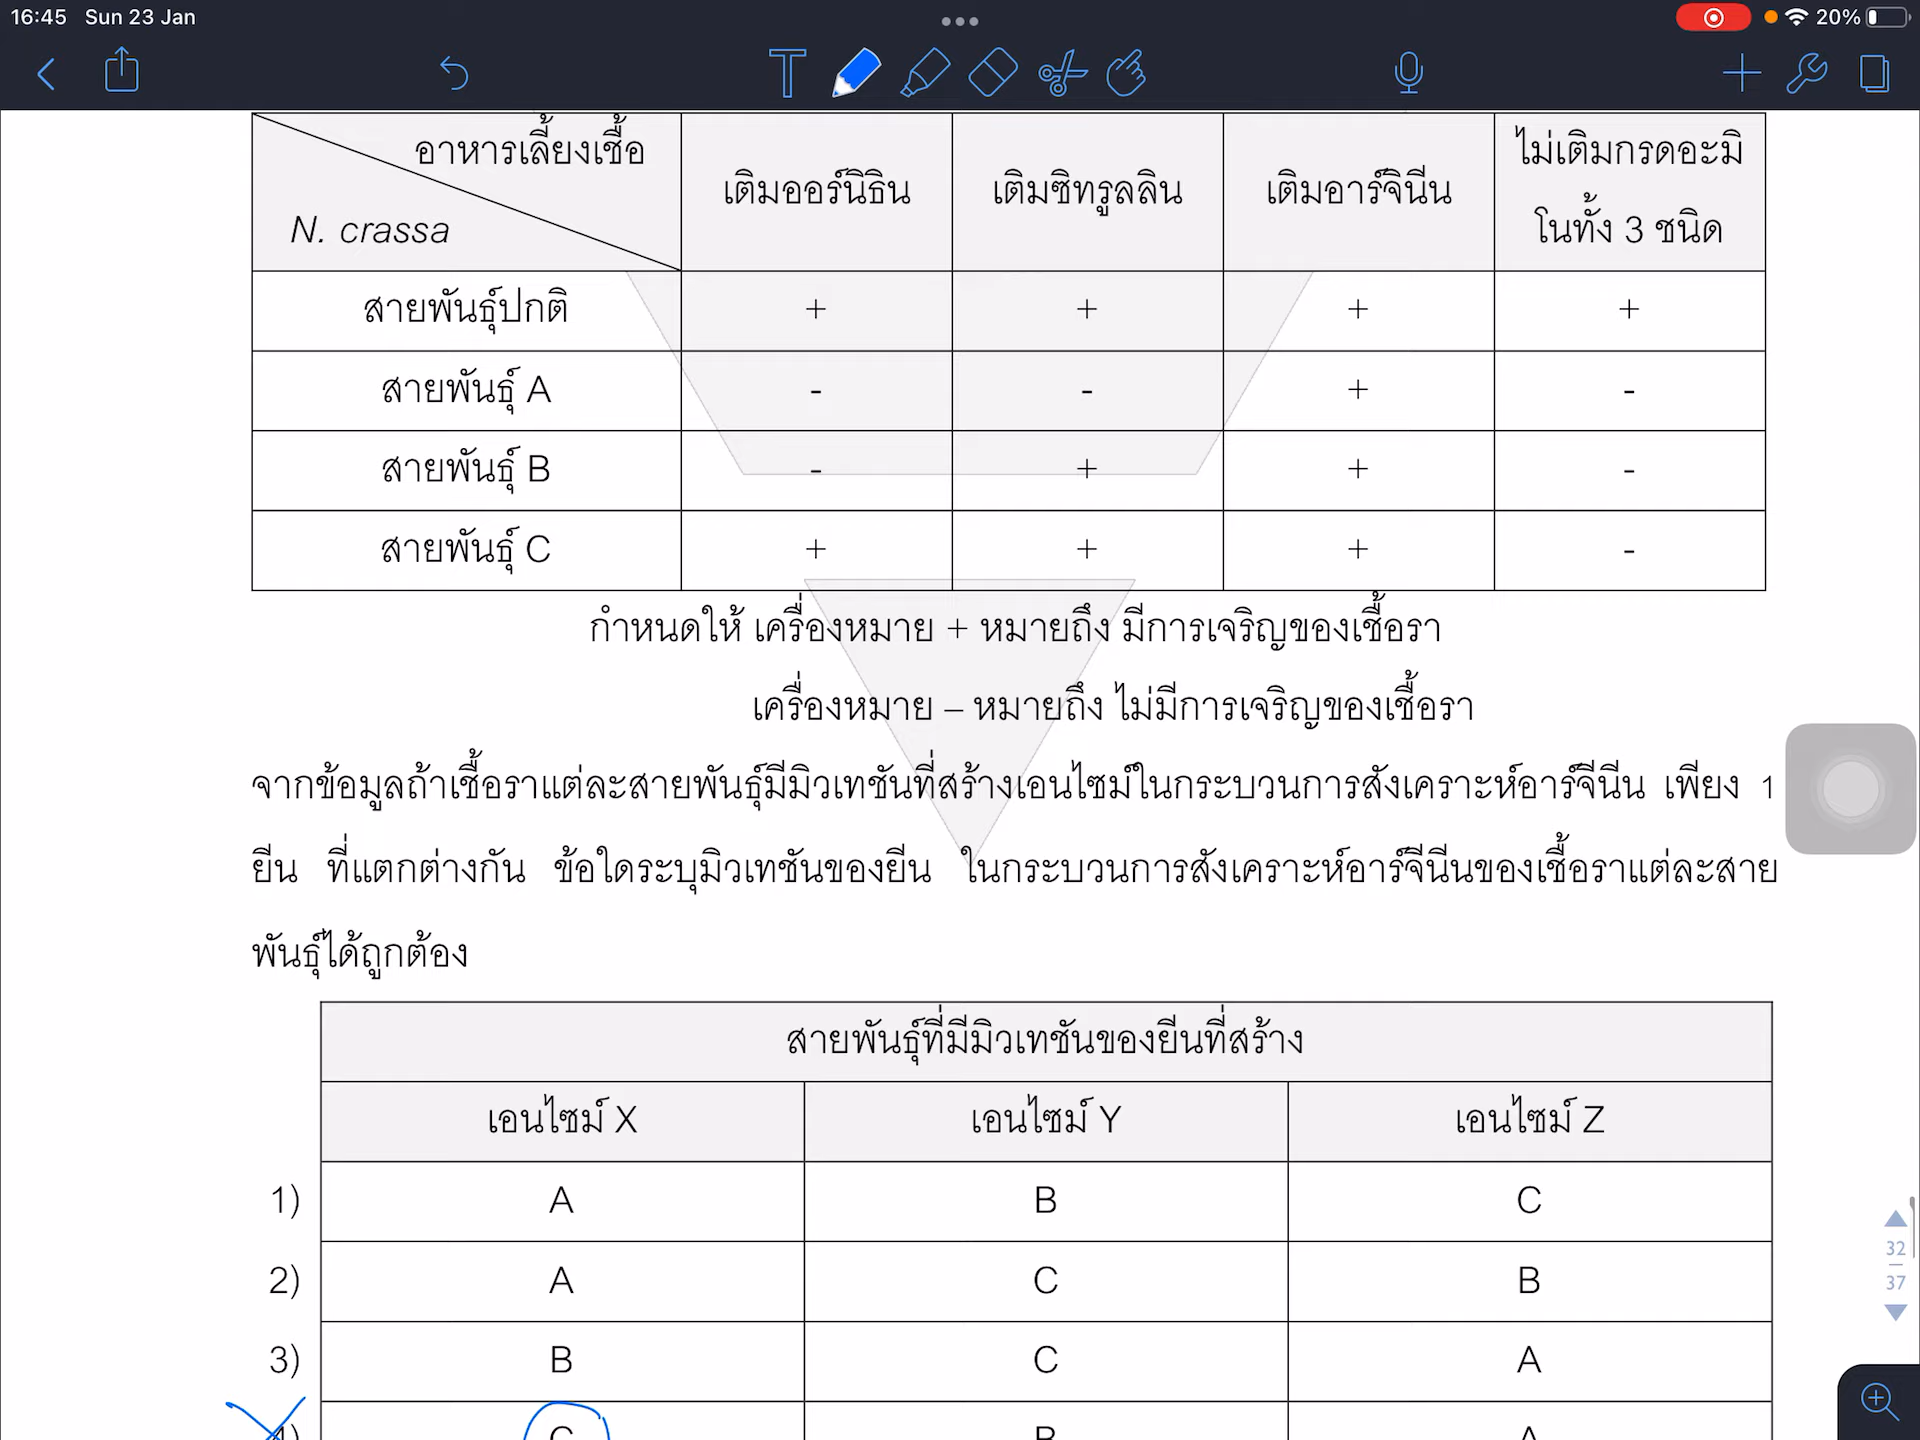 16:45 Sun 23 Jan
20%
อาหารเลี้ยงเชื้อ
N. crassa
เติมออร์นิธิน
เติมซิทรูลลิน
เติมอาร์จินีน
ไม่เติมกรดอะมิ
โนทั้ง 3 ชนิด
สายพันธุ์ปกติ + + + +
สายพันธุ์ A - - + -
สายพันธุ์ B - + + -
สายพันธุ์ C + + + -
กำหนดให้ เครื่องหมาย + หมายถึง มีการเจริญของเชื้อรา
เครื่องหมาย – หมายถึง ไม่มีการเจริญของเชื้อรา
จากข้อมูลถ้าเชื้อราแต่ละสายพันธุ์มีมิวเทชันที่สร้างเอนไซม์ในกระบวนการสังเคราะห์อาร์จีนีน เพียง 1
ยีน ที่แตกต่างกัน ข้อใดระบุมิวเทชันของยีน ในกระบวนการสังเคราะห์อาร์จีนีนของเชื้อราแต่ละสาย
พันธุ์ได้ถูกต้อง
สายพันธุ์ที่มีมิวเทชันของยีนที่สร้าง
เอนไซม์ X เอนไซม์ Y เอนไซม์ Z
1) A B C
2) A C B
3) B C A
4) C B A
32
37